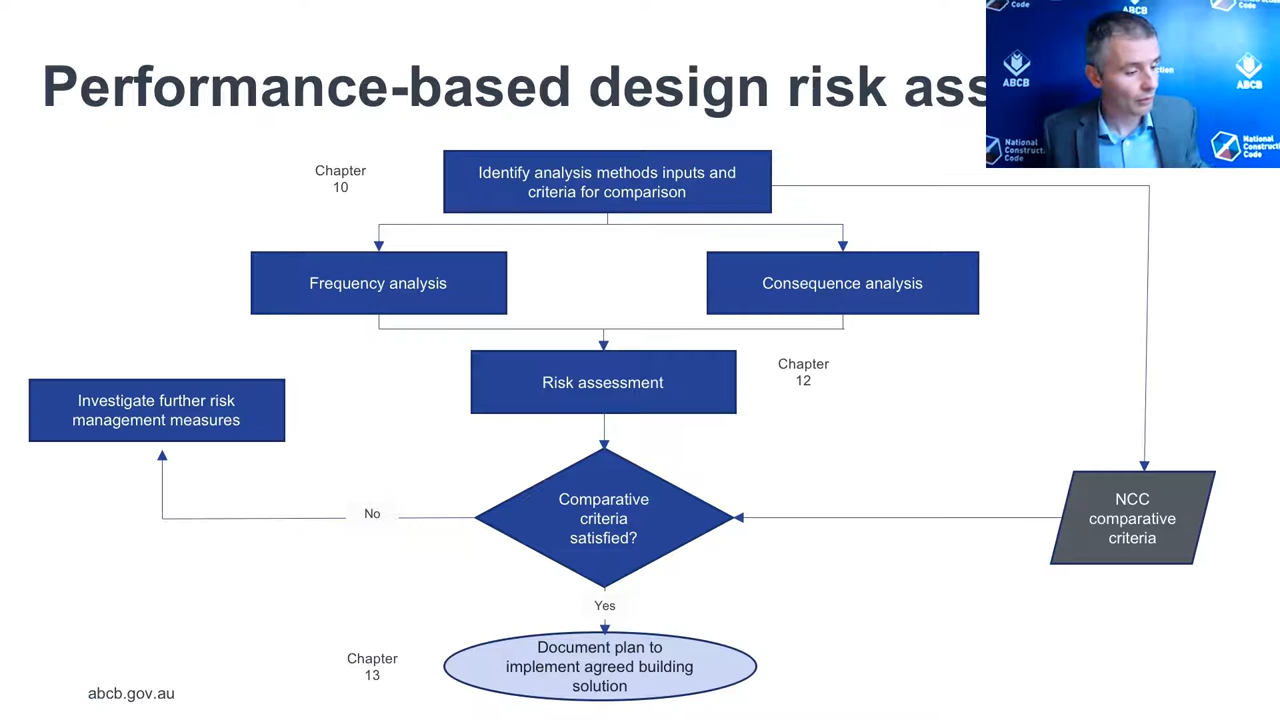 Performance-based design risk
Code
ABCB
ABCB
ABCB
National
Construction
Code
Chapter
10
Identify analysis methods inputs and
criteria for comparison
Frequency analysis
Consequence analysis
Risk assessment
Chapter
12
Investigate further risk
management measures
Comparative
criteria
satisfied?
No
NCC
comparative
criteria
Yes
Document plan to
implement agreed building
solution
Chapter
13
abcb.gov.au